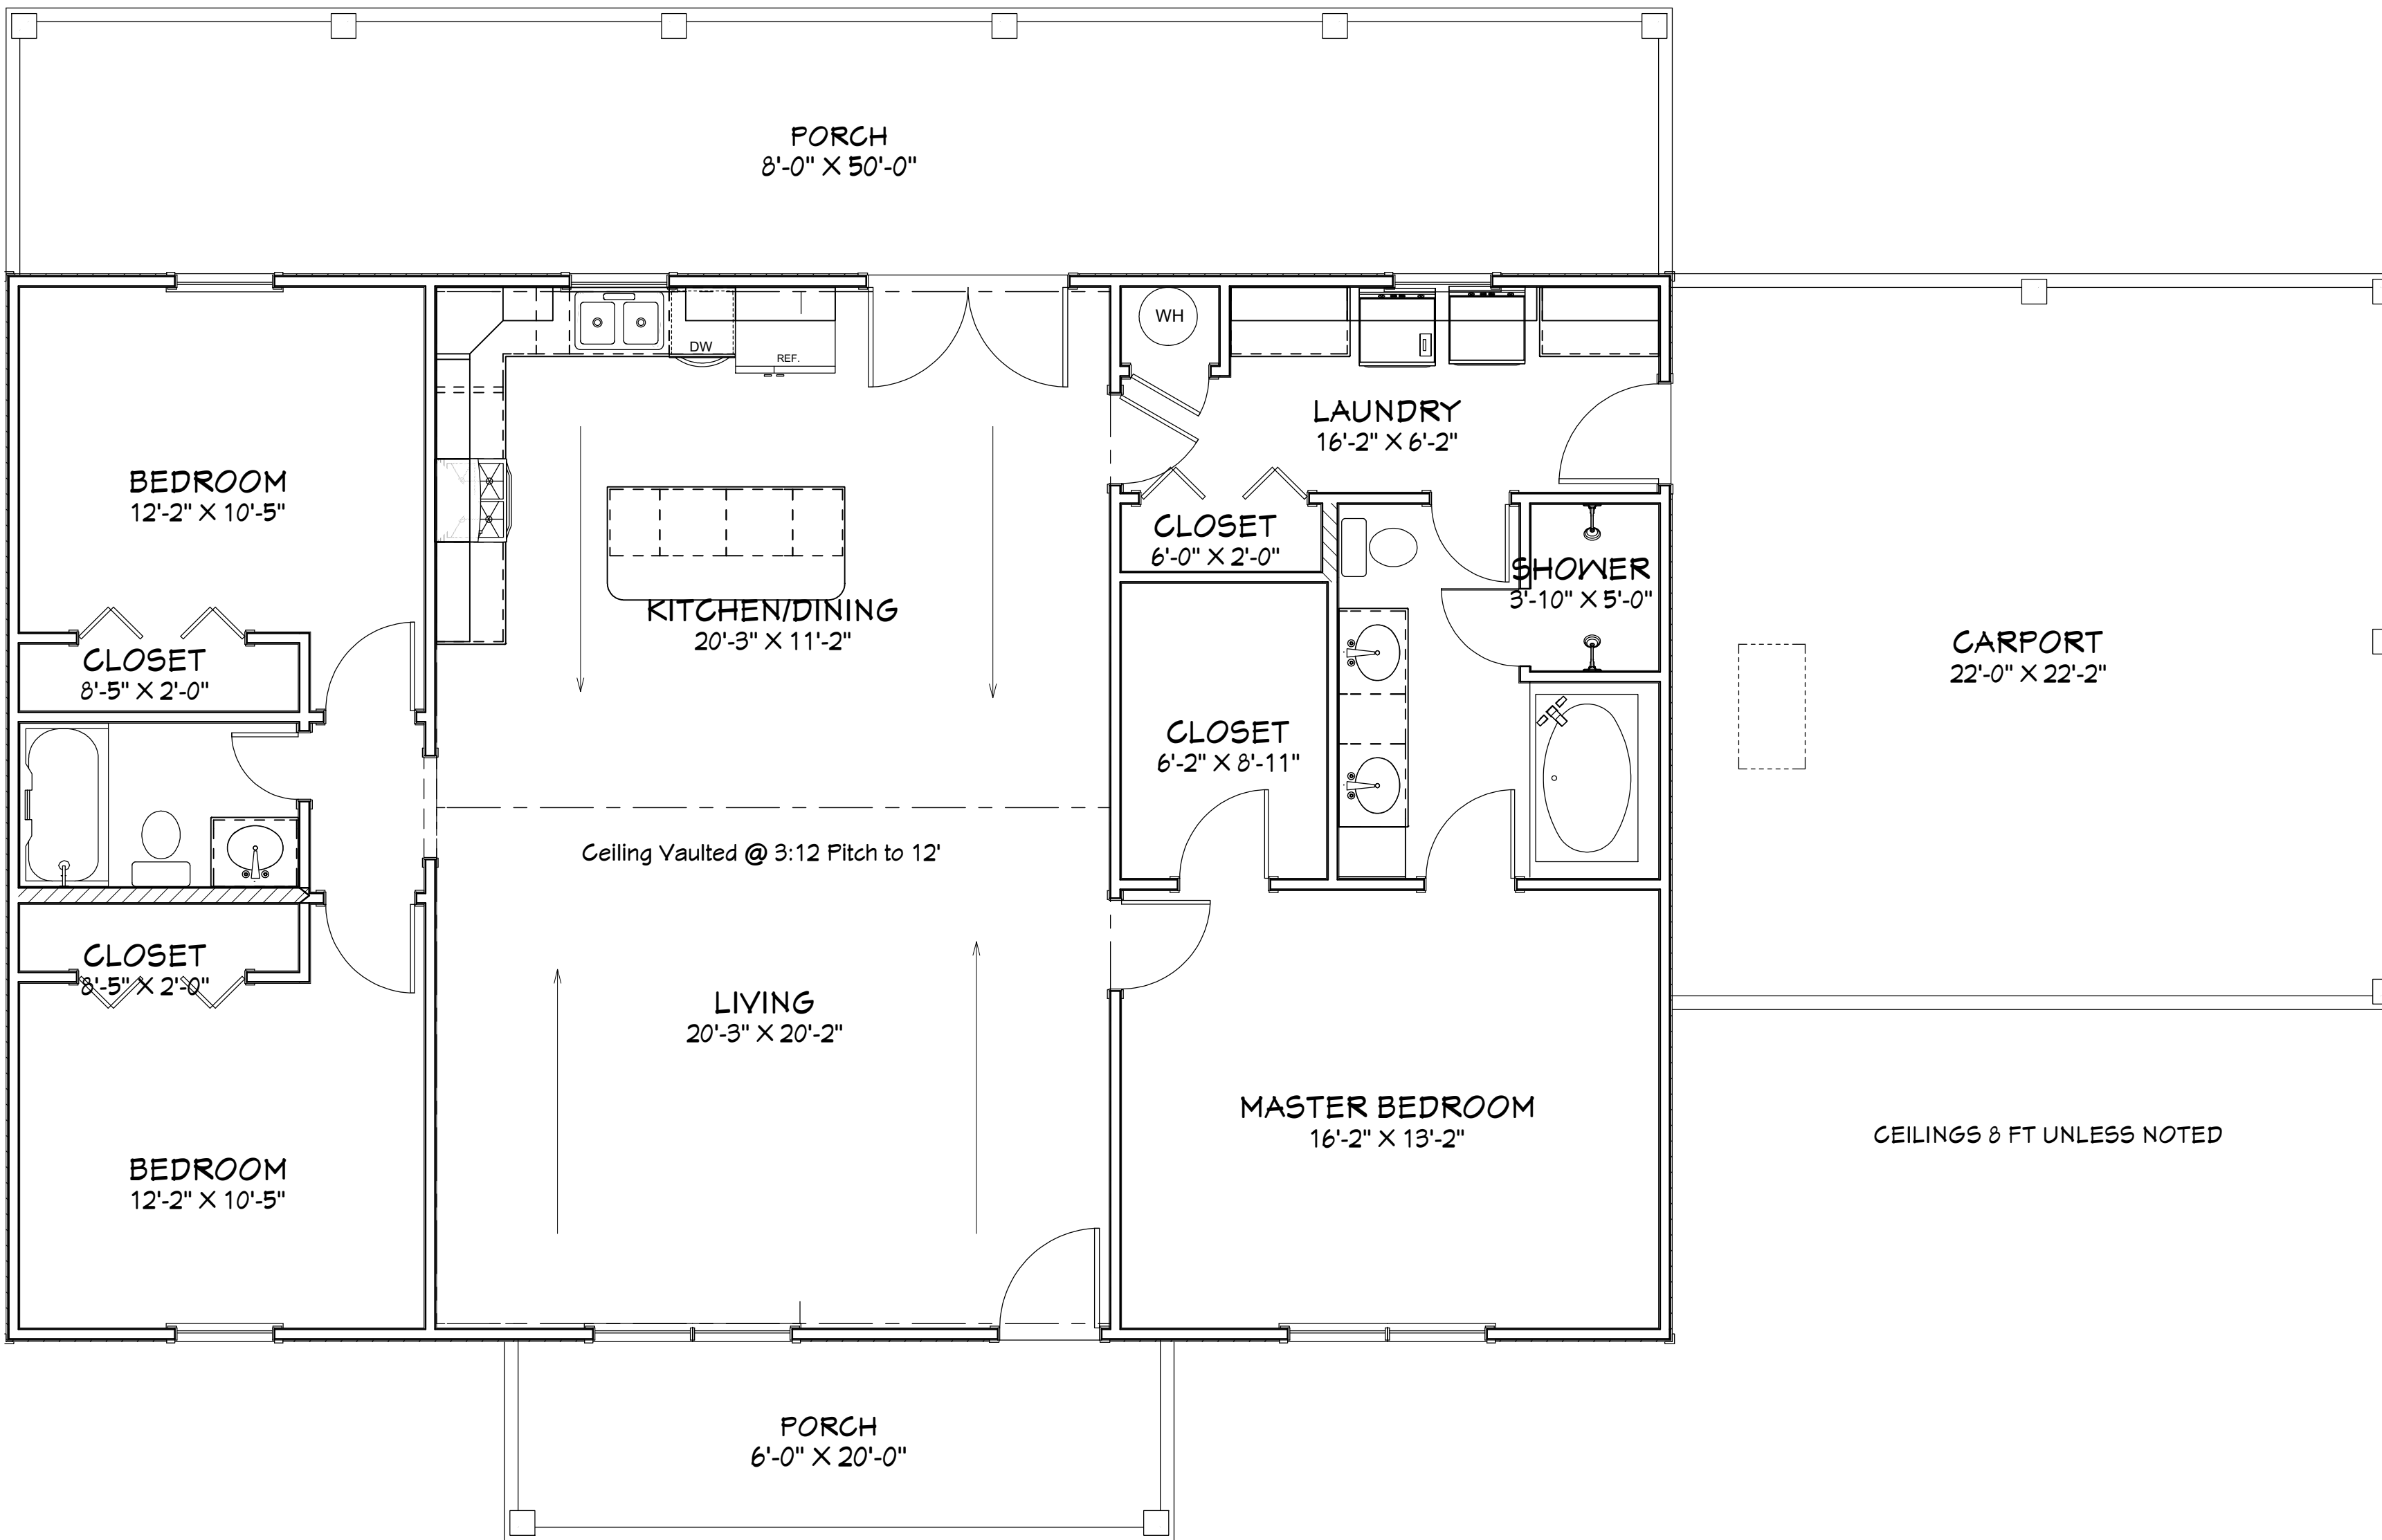 PORCH
8'-0" X 50'-0"
WH
DW
REF.
LAUNDRY
16'-2" X 6'-2"
BEDROOM
12'-2" X 10'-5"
CLOSET
6'-0" X 2'-0"
SHOWER
3'-10" X 5'-0"
KITCHEN/DINING
20'-3" X 11'-2"
CARPORT
22'-0" X 22'-2"
CLOSET
8'-5" X 2'-0"
CLOSET
6'-2" X 8'-11"
Ceiling Vaulted @ 3:12 Pitch to 12'
CLOSET
8'-5" X 2'-0"
LIVING
20'-3" X 20'-2"
MASTER BEDROOM
16'-2" X 13'-2"
CEILINGS 8 FT UNLESS NOTED
BEDROOM
12'-2" X 10'-5"
PORCH
6'-0" X 20'-0"